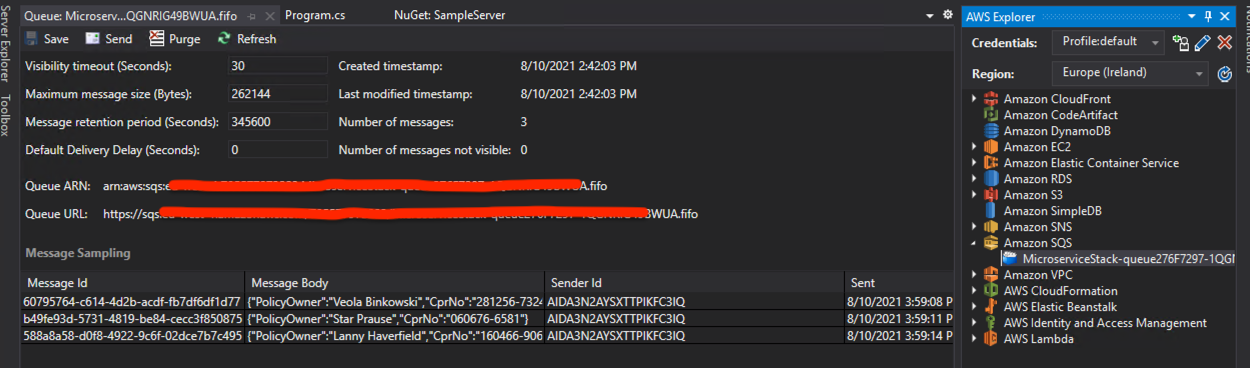 Queue: Microserv...QGNRIG49BWUA.fifo
Program.cs
NuGet: SampleServer
AWS Explorer
Server Explorer
Toolbox
Notifications
Save
Send
Purge
Refresh
Credentials: Profile:default
Region: Europe (Ireland)
Visibility timeout (Seconds): 30 Created timestamp: 8/10/2021 2:42:03 PM
Maximum message size (Bytes): 262144 Last modified timestamp: 8/10/2021 2:42:03 PM
Message retention period (Seconds): 345600 Number of messages: 3
Default Delivery Delay (Seconds): 0 Number of messages not visible: 0
Queue ARN: arn:aws:sqs:e A.fifo
Queue URL: https://sqs. BWUA.fifo
Message Sampling
Message Id Message Body Sender Id Sent
60795764-c614-4d2b-acdf-fb7df6df1d77 {"PolicyOwner":"Veola Binkowski","CprNo":"281256-7324 AIDA3N2AYSXTTPIKFC3IQ 8/10/2021 3:59:08 P
b49fe93d-5731-4819-be84-cecc3f850875 {"PolicyOwner":"Star Prause","CprNo":"060676-6581"} AIDA3N2AYSXTTPIKFC3IQ 8/10/2021 3:59:11 P
588a8a58-d0f8-4922-9c6f-02dce7b7c495 {"PolicyOwner":"Lanny Haverfield","CprNo":"160466-906 AIDA3N2AYSXTTPIKFC3IQ 8/10/2021 3:59:14 P
Amazon CloudFront
Amazon CodeArtifact
Amazon DynamoDB
Amazon EC2
Amazon Elastic Container Service
Amazon RDS
Amazon S3
Amazon SimpleDB
Amazon SNS
Amazon SQS
MicroserviceStack-queue276F7297-1QGN
Amazon VPC
AWS CloudFormation
AWS Elastic Beanstalk
AWS Identity and Access Management
AWS Lambda